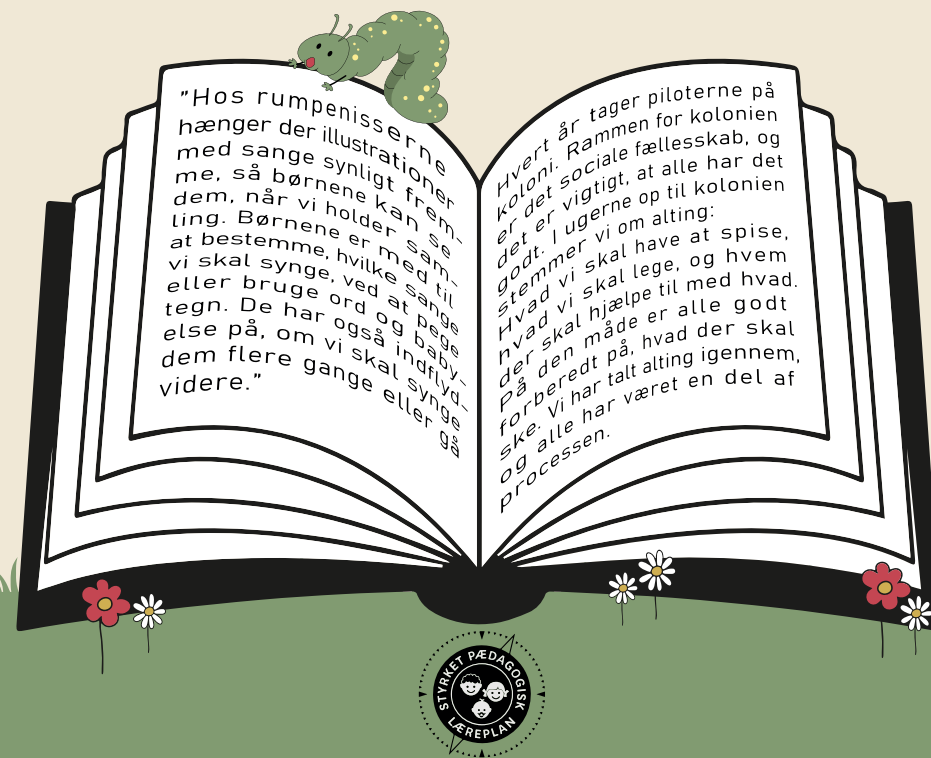 "Hos rumpenisserne
hænger der illustrationer
med sange synligt frem-
me, så børnene kan se
dem, når vi holder sam-
ling. Børnene er med til
at bestemme, hvilke sange
vi skal synge, ved at pege
eller bruge ord og baby-
tegn. De har også indflyd-
else på, om vi skal synge
dem flere gange eller gå
videre."
Hvert år tager piloterne på
koloni. Rammen for kolonien
er det sociale fællesskab, og
det er vigtigt, at alle har det
godt. I ugerne op til kolonien
stemmer vi om alting:
Hvad vi skal have at spise,
hvad vi skal lege, og hvem
der skal hjælpe til med hvad.
På den måde er alle godt
forberedt på, hvad der skal
ske. Vi har talt alting igennem,
og alle har været en del af
processen.
STYRKET PÆDAGOGISK
LÆREPLAN